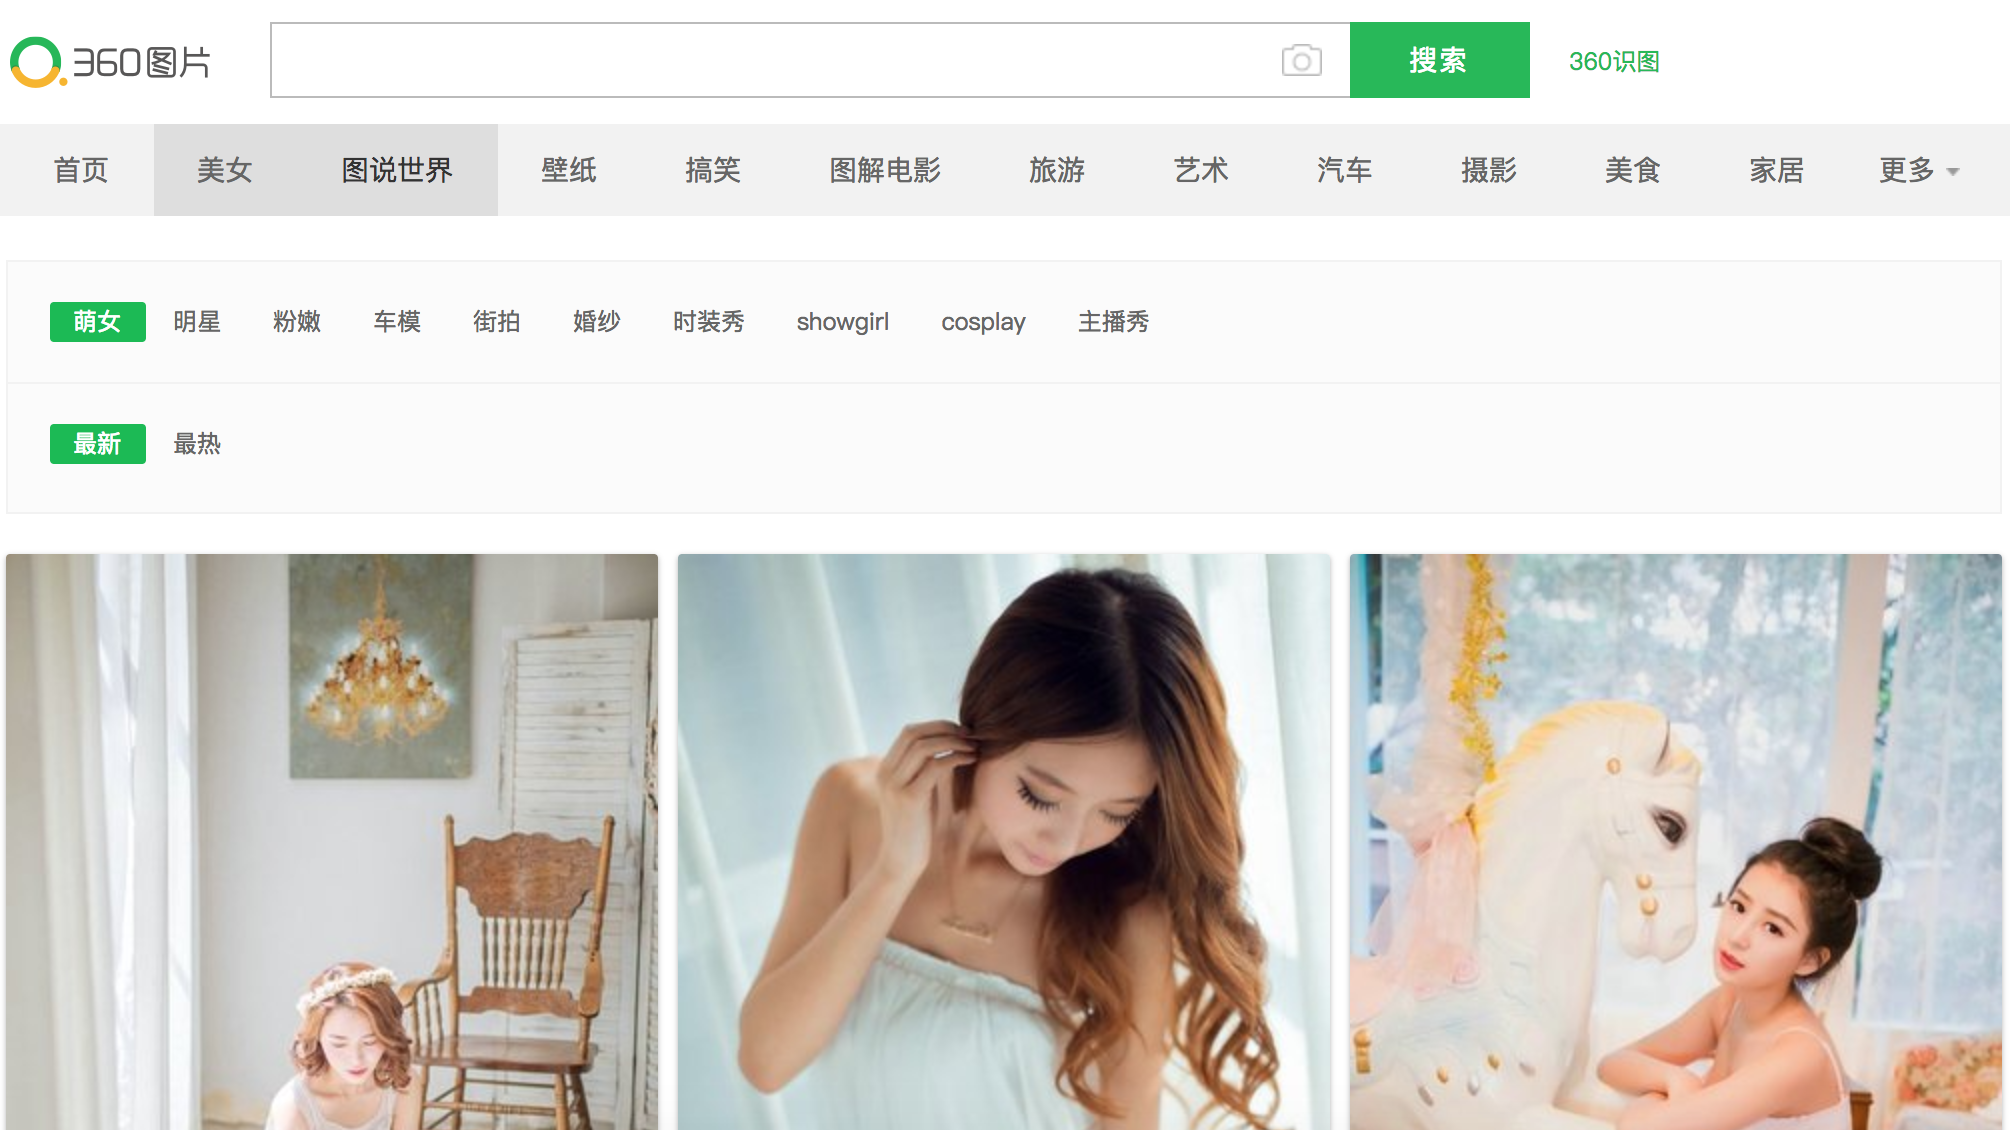 360图片 搜索 360识图
首页 美女 图说世界 壁纸 搞笑 图解电影 旅游 艺术 汽车 摄影 美食 家居 更多
萌女 明星 粉嫩 车模 街拍 婚纱 时装秀 showgirl cosplay 主播秀
最新 最热